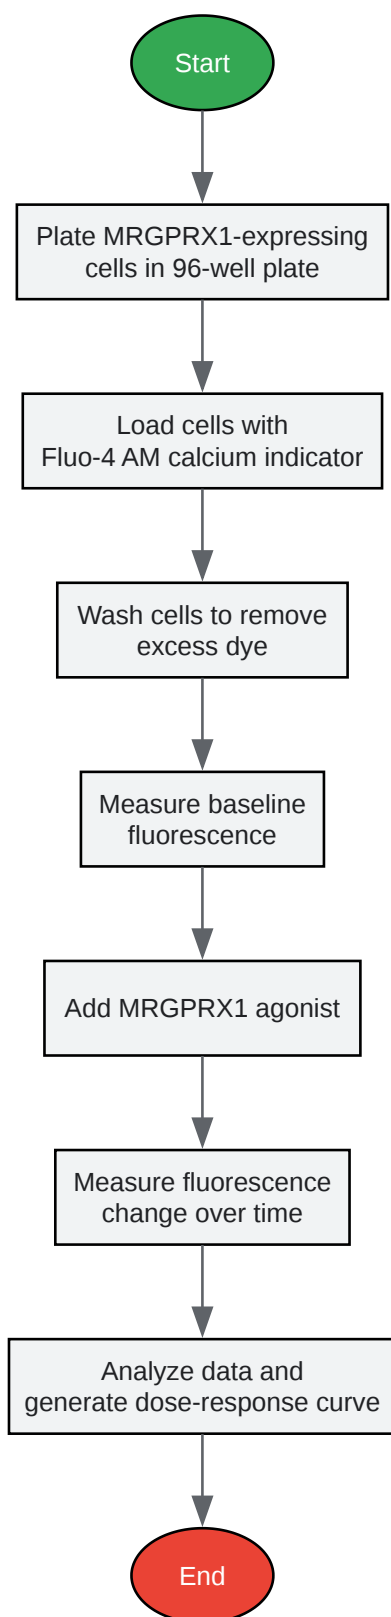 Start
Plate MRGPRX1-expressing
cells in 96-well plate
Load cells with
Fluo-4 AM calcium indicator
Wash cells to remove
excess dye
Measure baseline
fluorescence
Add MRGPRX1 agonist
Measure fluorescence
change over time
Analyze data and
generate dose-response curve
End